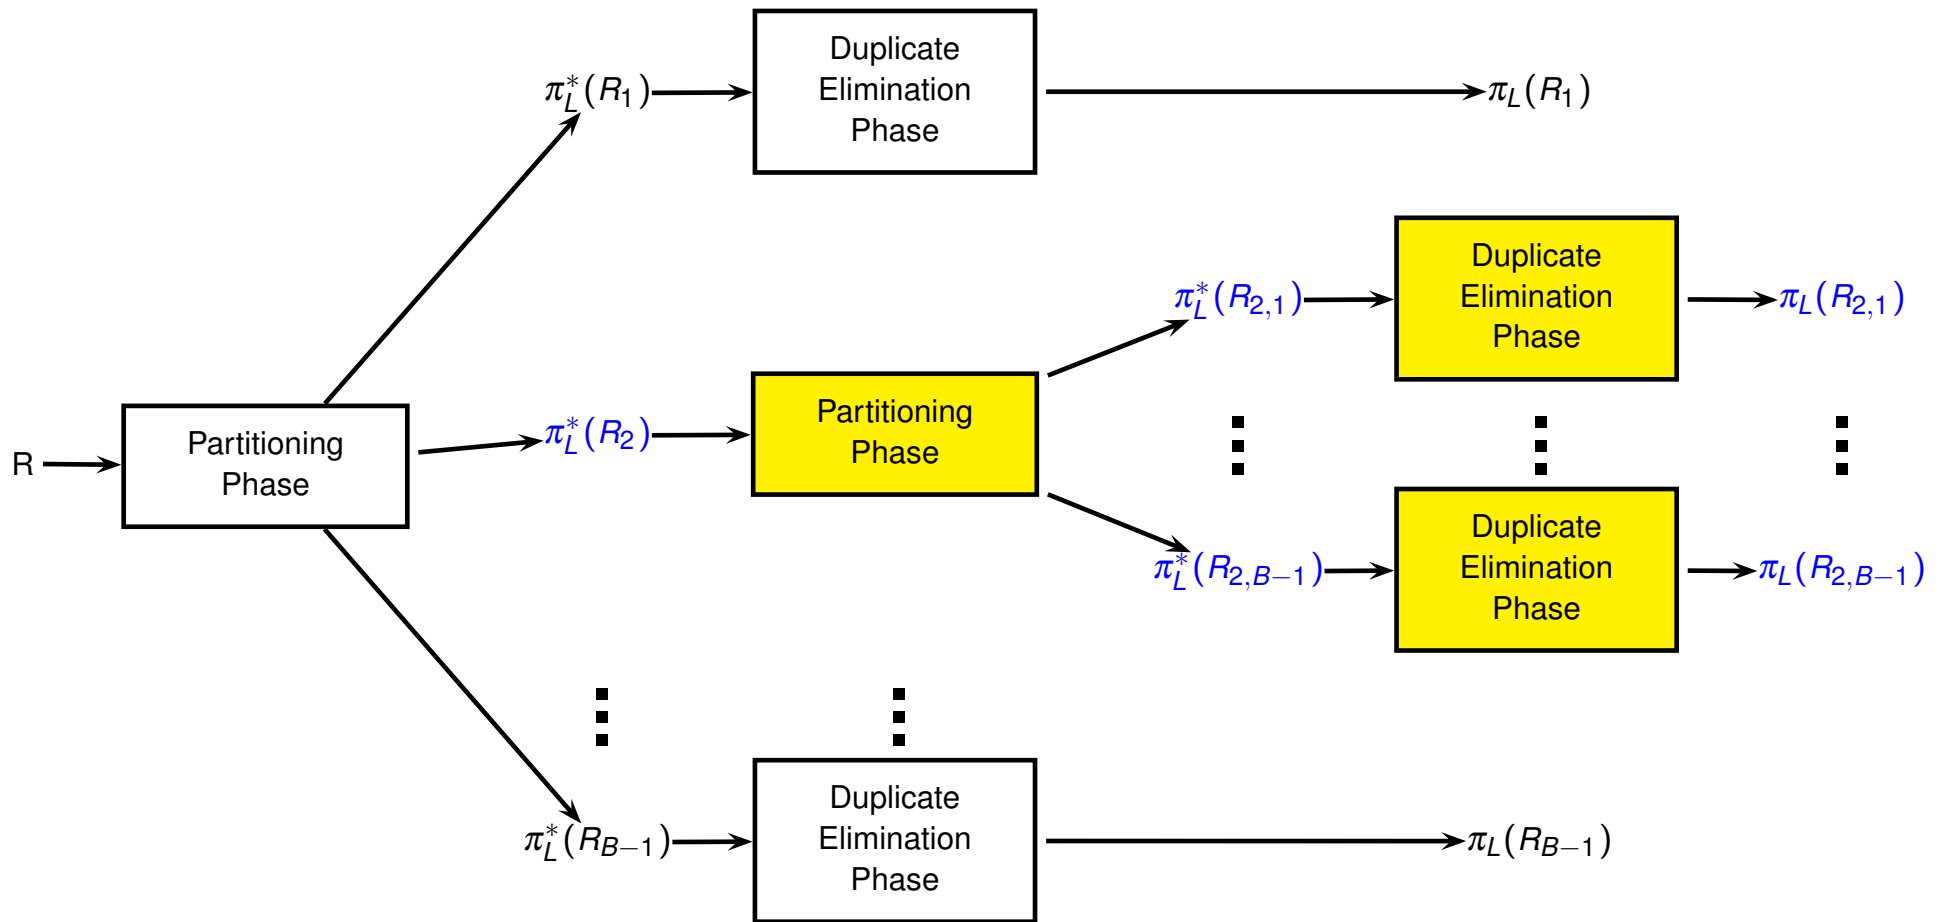 Duplicate
Elimination
Phase
π*L(R1)
πL(R1)
Duplicate
Elimination
Phase
π*L(R2,1)
πL(R2,1)
R
Partitioning
Phase
π*L(R2)
Partitioning
Phase
Duplicate
Elimination
Phase
π*L(R2,B−1)
πL(R2,B−1)
Duplicate
Elimination
Phase
π*L(RB−1)
πL(RB−1)